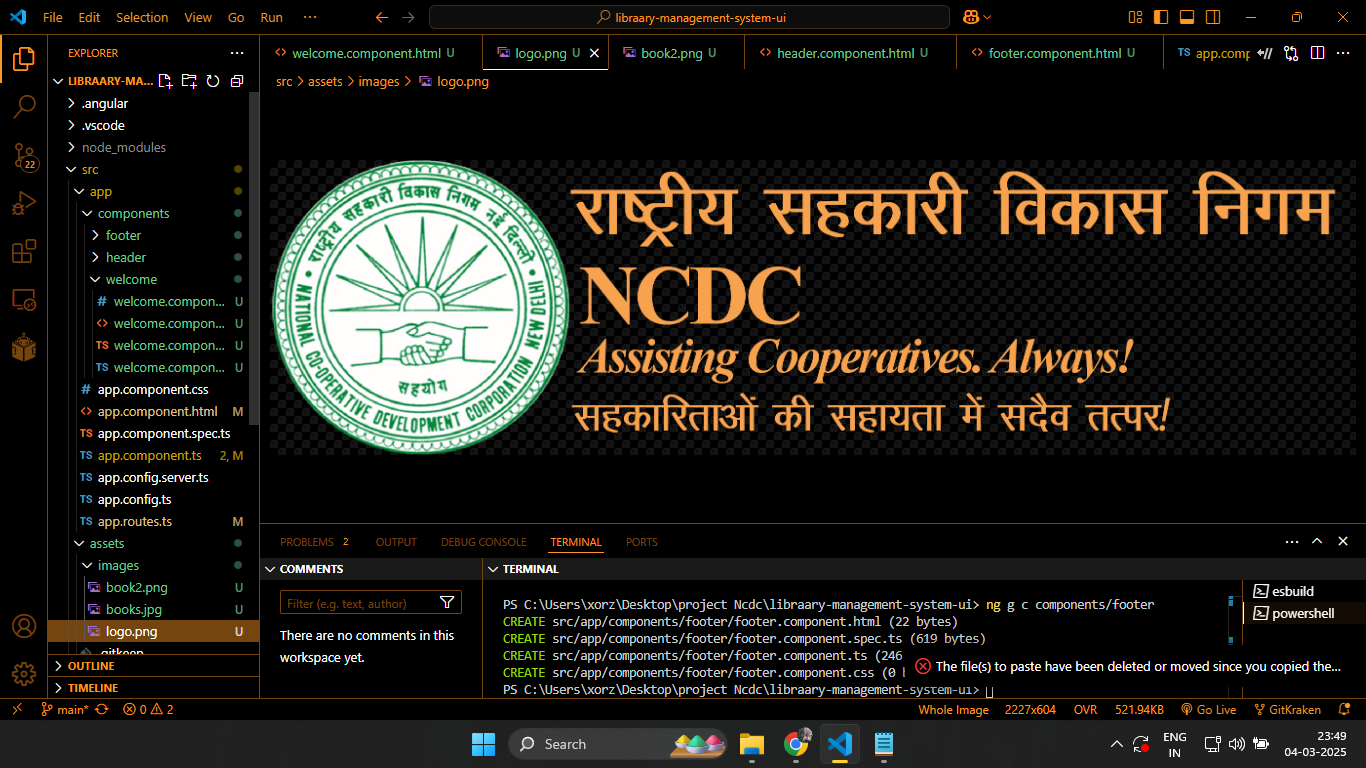 File Edit Selection View Go Run ···
libraary-management-system-ui
EXPLORER
LIBRAARY-MA...
.angular
.vscode
node_modules
src
app
components
footer
header
welcome
# welcome.compon... U
<> welcome.compon... U
TS welcome.compon... U
TS welcome.compon... U
# app.component.css
<> app.component.html M
TS app.component.spec.ts
TS app.component.ts 2, M
TS app.config.server.ts
TS app.config.ts
TS app.routes.ts M
assets
images
book2.png U
books.jpg U
logo.png U
.gitkeep
OUTLINE
TIMELINE
22
<> welcome.component.html U
logo.png U
book2.png U
<> header.component.html U
<> footer.component.html U
TS app.comp
src > assets > images > logo.png
राष्ट्रीय सहकारी विकास निगम नई दिल्ली
NATIONAL CO-OPERATIVE DEVELOPMENT CORPORATION NEW DELHI
सहयोग
राष्ट्रीय सहकारी विकास निगम
NCDC
Assisting Cooperatives. Always!
सहकारिताओं की सहायता में सदैव तत्पर!
PROBLEMS 2 OUTPUT DEBUG CONSOLE TERMINAL PORTS
COMMENTS
Filter (e.g. text, author)
There are no comments in this
workspace yet.
TERMINAL
PS C:\Users\xorz\Desktop\project Ncdc\libraary-management-system-ui> ng g c components/footer
CREATE src/app/components/footer/footer.component.html (22 bytes)
CREATE src/app/components/footer/footer.component.spec.ts (619 bytes)
CREATE src/app/components/footer/footer.component.ts (246
CREATE src/app/components/footer/footer.component.css (0
PS C:\Users\xorz\Desktop\project Ncdc\libraary-management-system-ui>
esbuild
powershell
The file(s) to paste have been deleted or moved since you copied the...
main* 0 2
Whole Image 2227x604 OVR 521.94KB Go Live GitKraken
Search
ENG
IN
23:49
04-03-2025